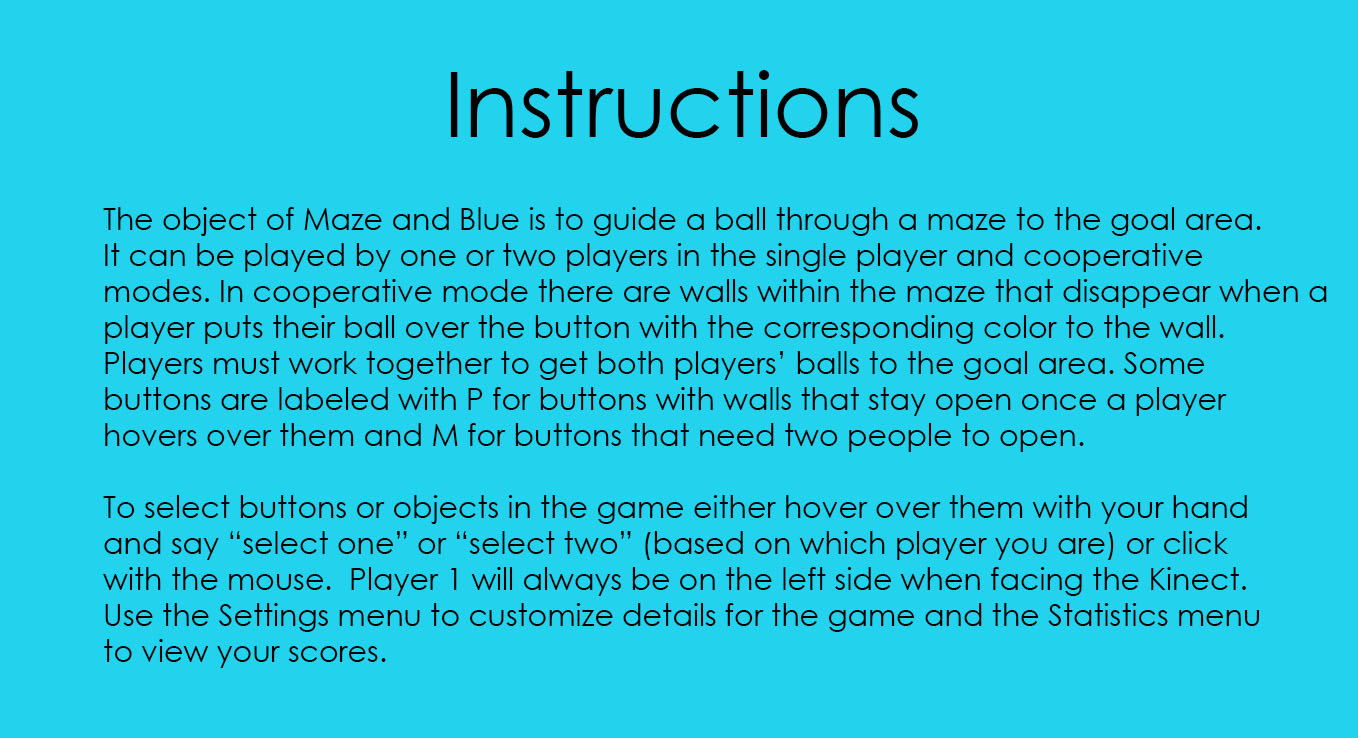 Instructions
The object of Maze and Blue is to guide a ball through a maze to the goal area.
It can be played by one or two players in the single player and cooperative
modes. In cooperative mode there are walls within the maze that disappear when a
player puts their ball over the button with the corresponding color to the wall.
Players must work together to get both players’ balls to the goal area. Some
buttons are labeled with P for buttons with walls that stay open once a player
hovers over them and M for buttons that need two people to open.
To select buttons or objects in the game either hover over them with your hand
and say “select one” or “select two” (based on which player you are) or click
with the mouse.  Player 1 will always be on the left side when facing the Kinect.
Use the Settings menu to customize details for the game and the Statistics menu
to view your scores.